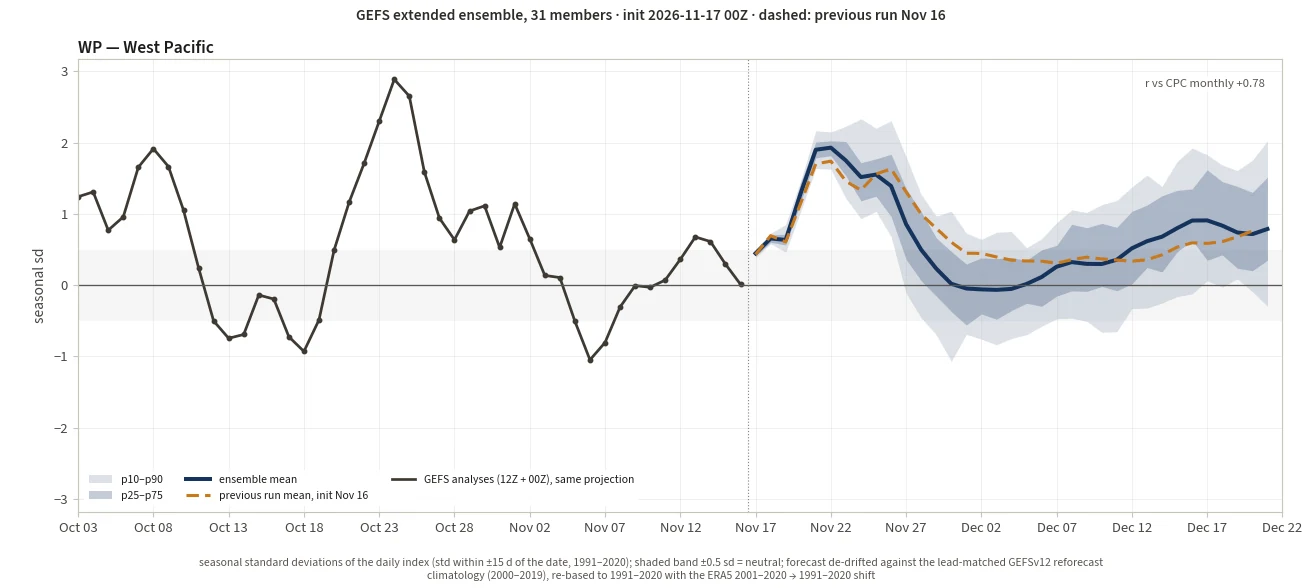 GEFS extended ensemble, 31 members · init 2026-11-17 00Z · dashed: previous run Nov 16
WP — West Pacific
r vs CPC monthly +0.78
seasonal sd
3
2
1
0
−1
−2
−3
p10–p90
ensemble mean
GEFS analyses (12Z + 00Z), same projection
p25–p75
previous run mean, init Nov 16
Oct 03
Oct 08
Oct 13
Oct 18
Oct 23
Oct 28
Nov 02
Nov 07
Nov 12
Nov 17
Nov 22
Nov 27
Dec 02
Dec 07
Dec 12
Dec 17
Dec 22
seasonal standard deviations of the daily index (std within ±15 d of the date, 1991–2020); shaded band ±0.5 sd = neutral; forecast de-drifted against the lead-matched GEFSv12 reforecast
climatology (2000–2019), re-based to 1991–2020 with the ERA5 2001–2020 → 1991–2020 shift